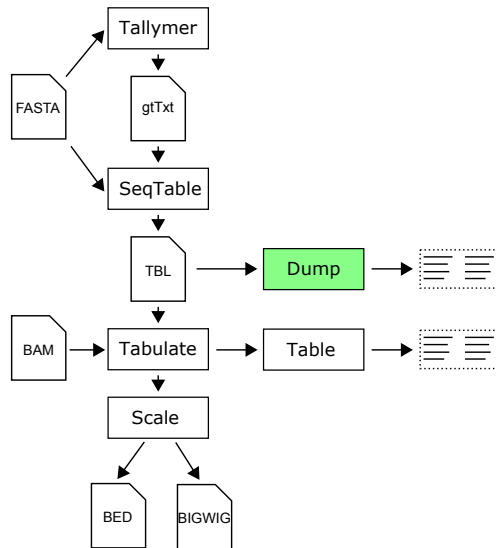 Tallymer
FASTA
gtTxt
SeqTable
TBL
Dump
BAM
Tabulate
Table
Scale
BED
BIGWIG